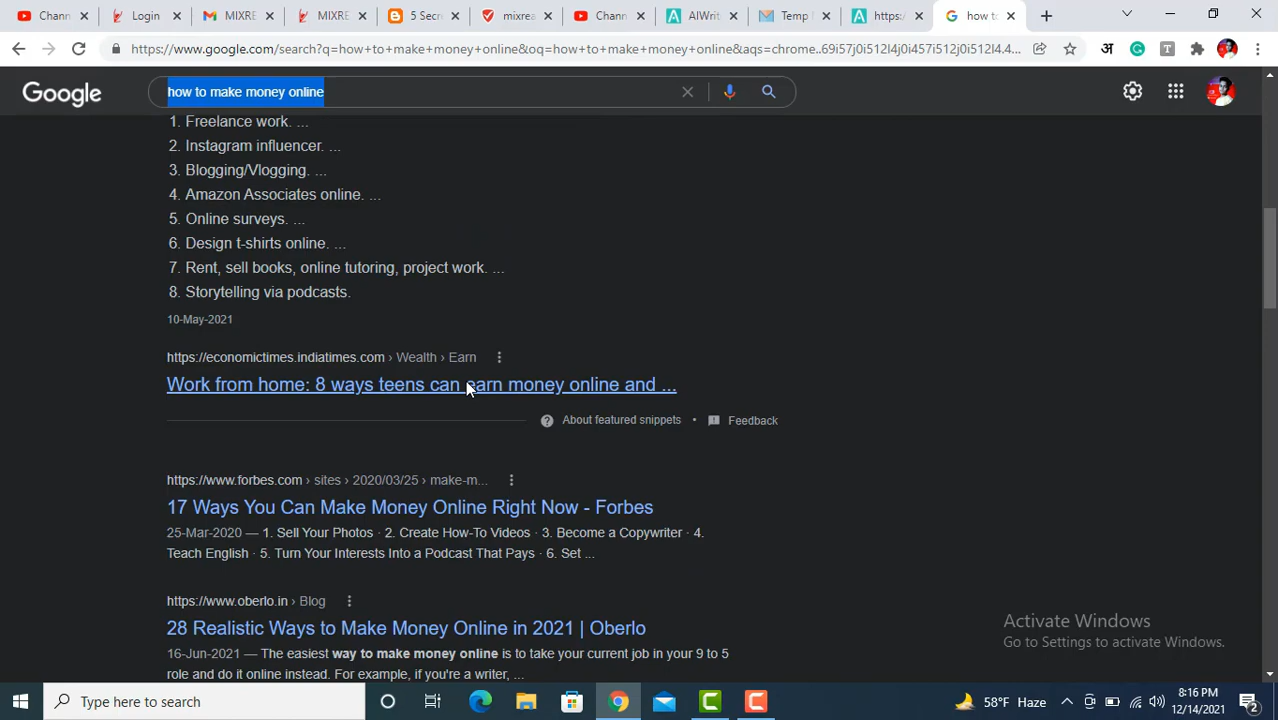 Chann
Login
MIXRE
MIXRE
5 Secr
mixrea
Chann
AIWrit
Temp
https:/
how to
https://www.google.com/search?q=how+to+make+money+online&oq=how+to+make+money+online&aqs=chrome..69i57j0i512l4j0i457i512j0i512l4.4...
अ
Google
how to make money online
1. Freelance work. ...
2. Instagram influencer. ...
3. Blogging/Vlogging. ...
4. Amazon Associates online. ...
5. Online surveys. ...
6. Design t-shirts online. ...
7. Rent, sell books, online tutoring, project work. ...
8. Storytelling via podcasts.
10-May-2021
https://economictimes.indiatimes.com › Wealth › Earn
Work from home: 8 ways teens can earn money online and ...
About featured snippets • Feedback
https://www.forbes.com › sites › 2020/03/25 › make-m...
17 Ways You Can Make Money Online Right Now - Forbes
25-Mar-2020 — 1. Sell Your Photos · 2. Create How-To Videos · 3. Become a Copywriter · 4.
Teach English · 5. Turn Your Interests Into a Podcast That Pays · 6. Set ...
https://www.oberlo.in › Blog
28 Realistic Ways to Make Money Online in 2021 | Oberlo
16-Jun-2021 — The easiest way to make money online is to take your current job in your 9 to 5
role and do it online instead. For example, if you're a writer, ...
Activate Windows
Go to Settings to activate Windows.
Type here to search
58°F Haze
8:16 PM
12/14/2021
2